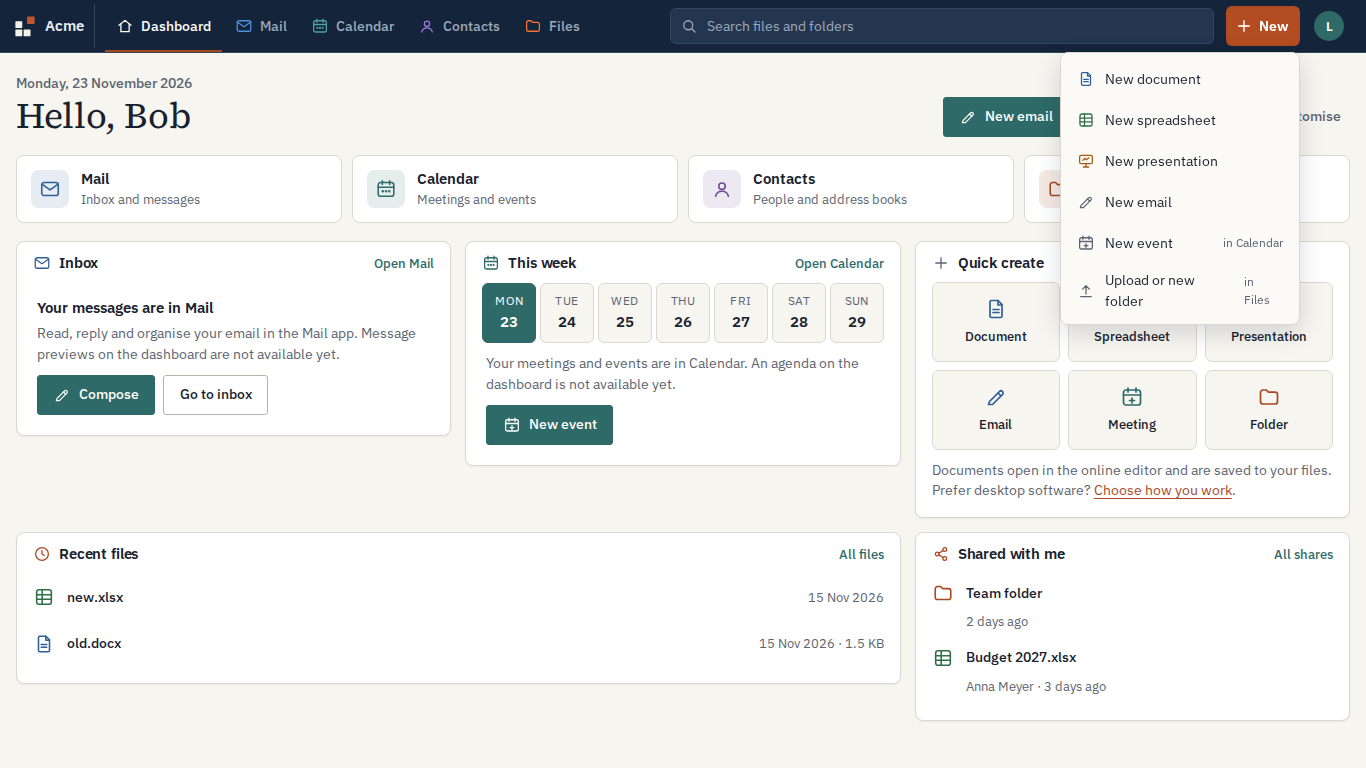 Acme
Dashboard
Mail
Calendar
Contacts
Files
Search files and folders
New
L
Monday, 23 November 2026
Hello, Bob
New email
New document
New spreadsheet
New presentation
New email
New event in Calendar
Upload or new folder in Files
Mail
Inbox and messages
Calendar
Meetings and events
Contacts
People and address books
Inbox
Open Mail
Your messages are in Mail
Read, reply and organise your email in the Mail app. Message
previews on the dashboard are not available yet.
Compose
Go to inbox
This week
Open Calendar
MON TUE WED THU FRI SAT SUN
23 24 25 26 27 28 29
Your meetings and events are in Calendar. An agenda on the
dashboard is not available yet.
New event
Quick create
Document
Spreadsheet
Presentation
Email
Meeting
Folder
Documents open in the online editor and are saved to your files.
Prefer desktop software? Choose how you work.
Recent files
All files
new.xlsx
15 Nov 2026
old.docx
15 Nov 2026 · 1.5 KB
Shared with me
All shares
Team folder
2 days ago
Budget 2027.xlsx
Anna Meyer · 3 days ago